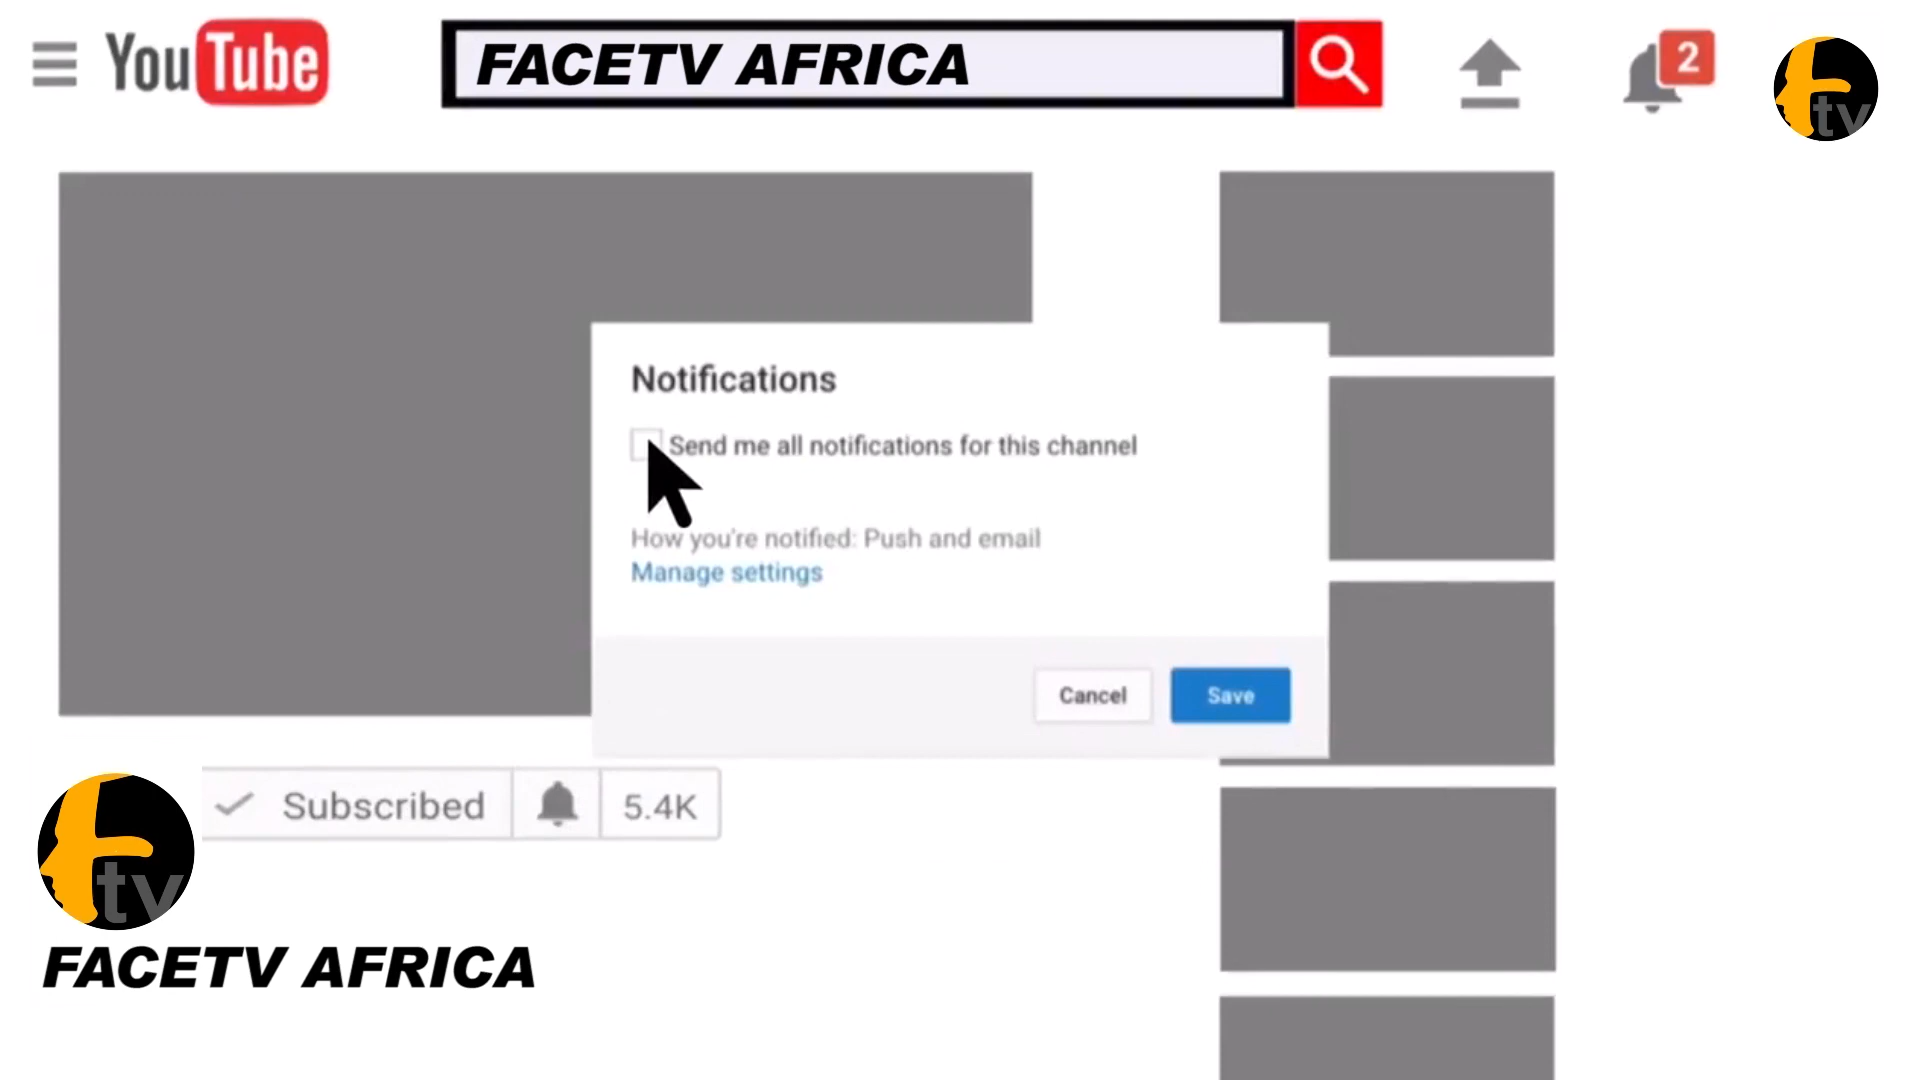 YouTube
FACETV AFRICA
2
tv
Notifications
Send me all notifications for this channel
How you're notified: Push and email
Manage settings
Cancel
Save
Subscribed
5.4K
tv
FACETV AFRICA